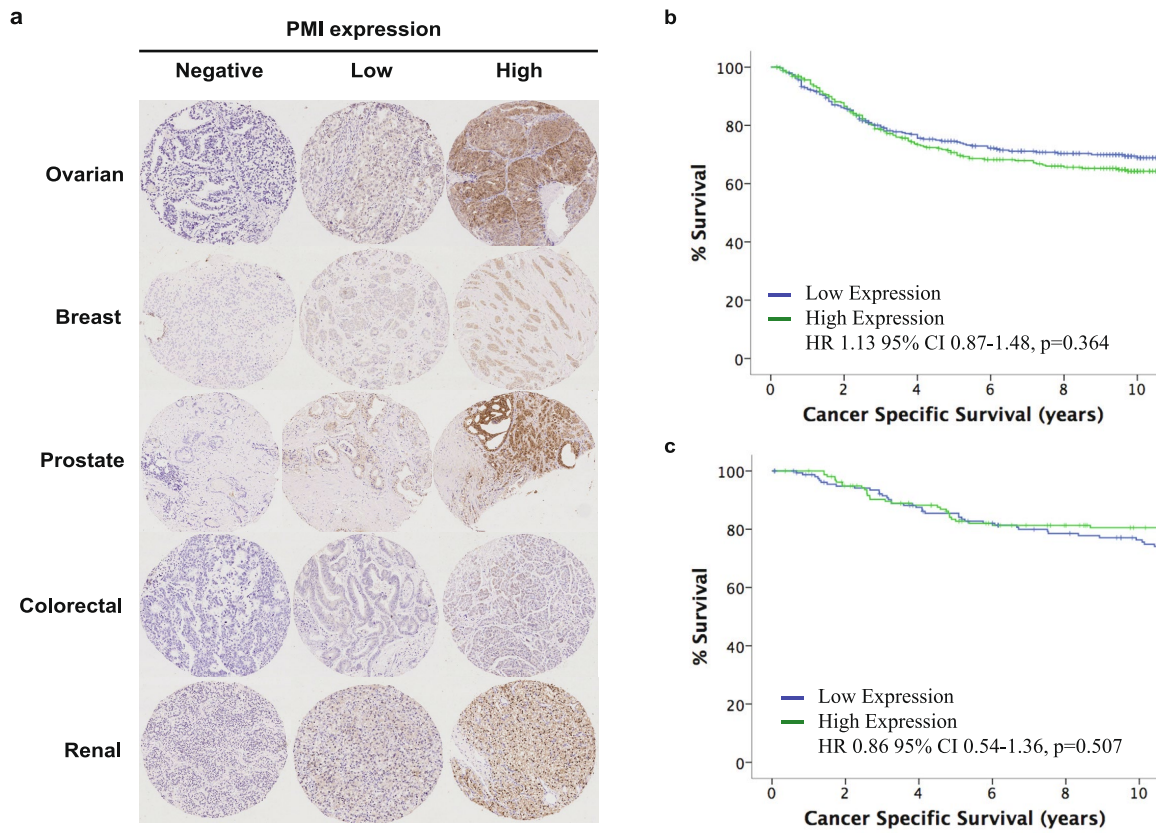 a
PMI expression
Negative Low High
Ovarian
Breast
Prostate
Colorectal
Renal
b
100
80
60
40
20
0
% Survival
Low Expression
High Expression
HR 1.13 95% CI 0.87-1.48, p=0.364
0 2 4 6 8 10
Cancer Specific Survival (years)
c
100
80
60
40
20
0
% Survival
Low Expression
High Expression
HR 0.86 95% CI 0.54-1.36, p=0.507
0 2 4 6 8 10
Cancer Specific Survival (years)